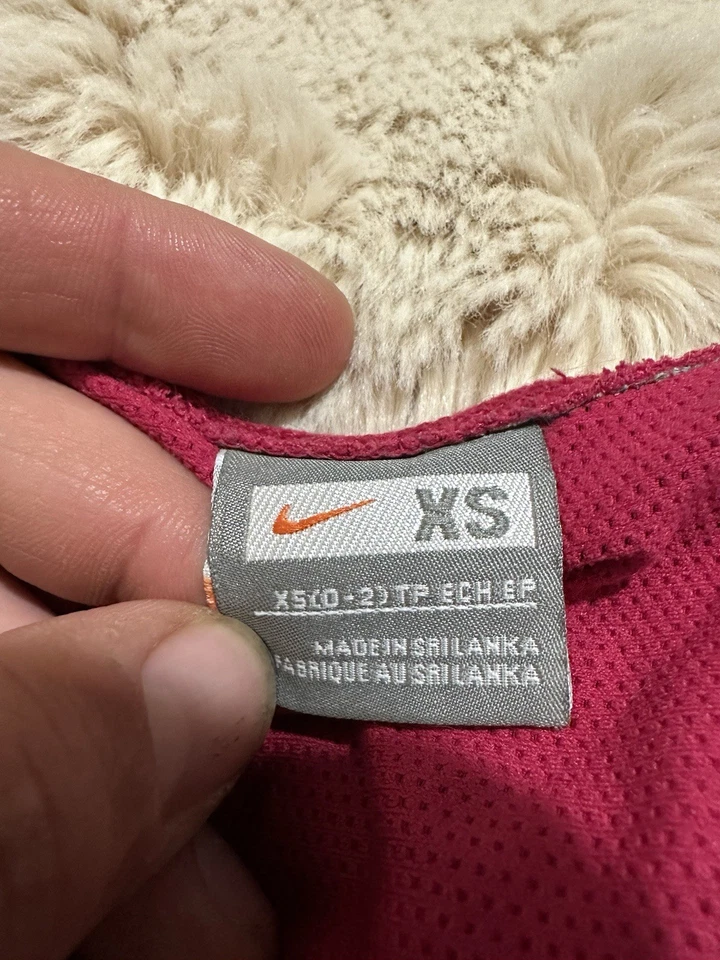 XS
XS(0-2) TP ECH EP
MADE IN SRI LANKA
FABRIQUE AU SRI LANKA